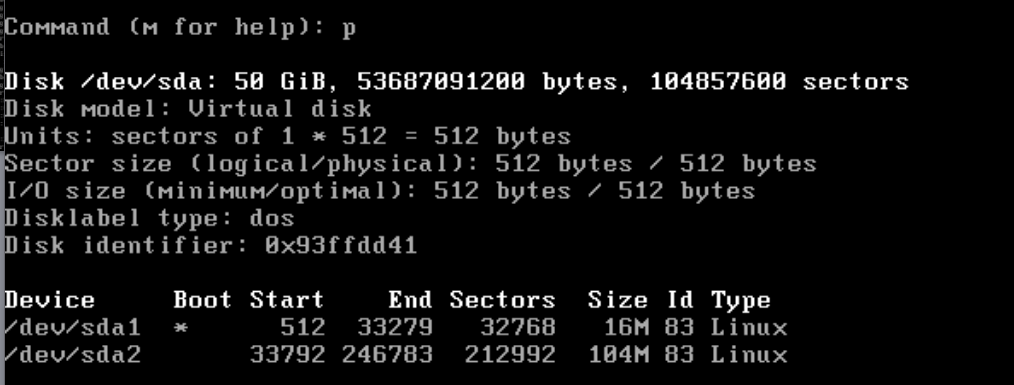 Command (m for help): p
Disk /dev/sda: 50 GiB, 53687091200 bytes, 104857600 sectors
Disk model: Virtual disk
Units: sectors of 1 * 512 = 512 bytes
Sector size (logical/physical): 512 bytes / 512 bytes
I/O size (minimum/optimal): 512 bytes / 512 bytes
Disklabel type: dos
Disk identifier: 0x93ffdd41
Device     Boot Start    End Sectors  Size Id Type
/dev/sda1  *      512  33279   32768   16M 83 Linux
/dev/sda2       33792 246783  212992  104M 83 Linux